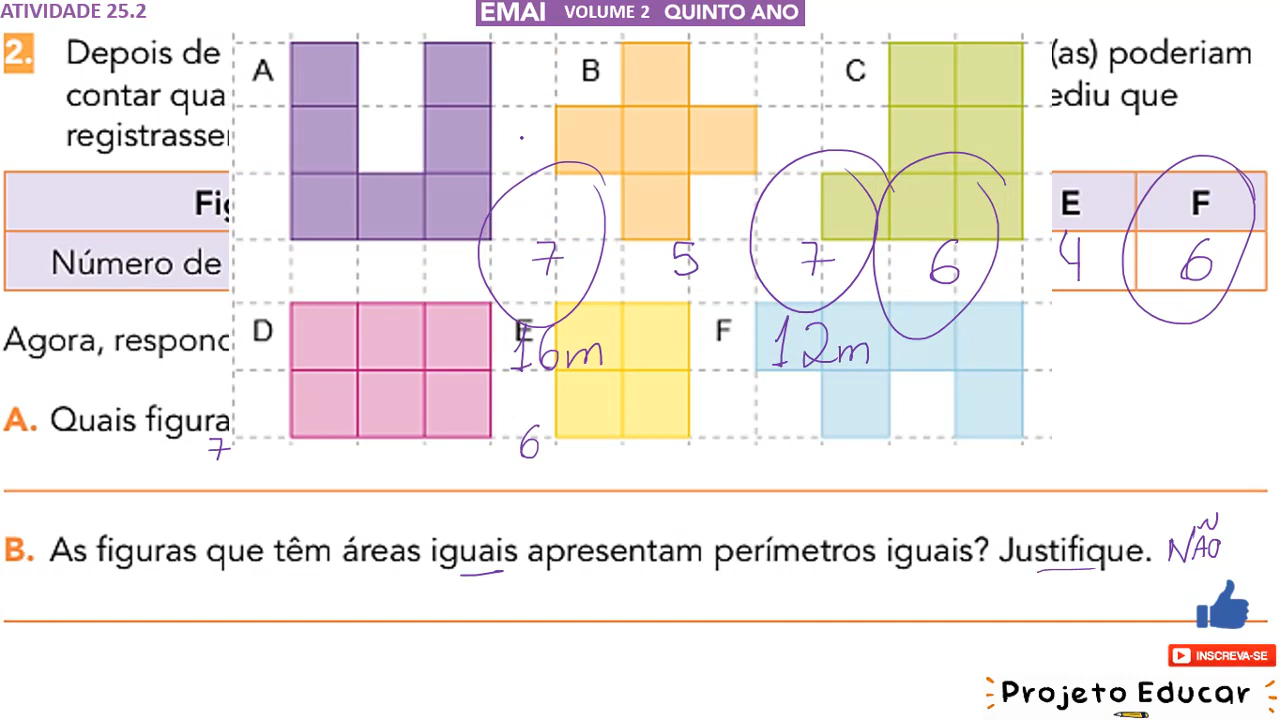 ATIVIDADE 25.2
EMAI VOLUME 2 QUINTO ANO
2. Depois de (as) poderiam
contar qua ediu que
registrasse
A B C
Fig E F
Número de 7 5 7 6 4 6
D E F
Agora, respond 16m 12m
A. Quais figura
7 6
B. As figuras que têm áreas iguais apresentam perímetros iguais? Justifique. NÃO
INSCREVA-SE
Projeto Educar